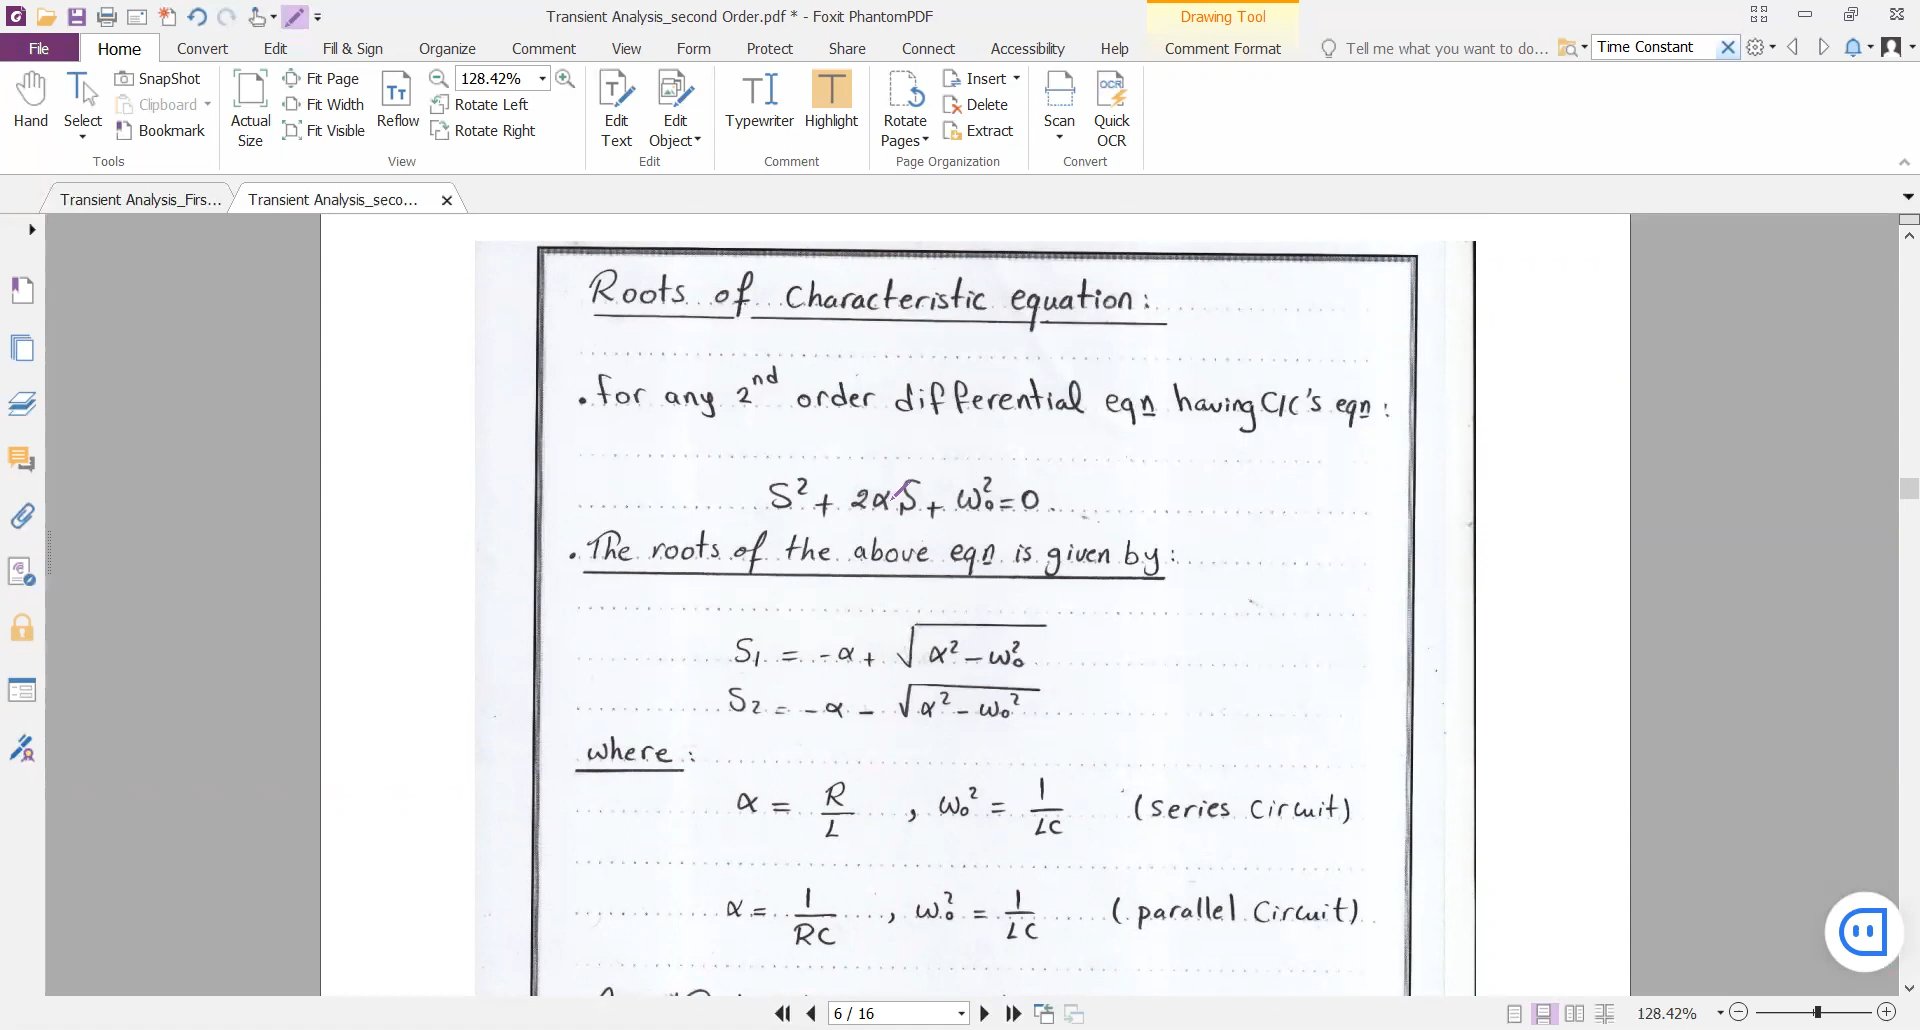 Transient Analysis_second Order.pdf * - Foxit PhantomPDF
Drawing Tool
File Home Convert Edit Fill & Sign Organize Comment View Form Protect Share Connect Accessibility Help Comment Format Tell me what you want to do... Time Constant
Hand
Select
SnapShot
Clipboard
Bookmark
Tools
Actual Size
Fit Page
Fit Width
Fit Visible
Reflow
128.42%
Rotate Left
Rotate Right
View
Edit Text
Edit Object
Edit
Typewriter
Highlight
Comment
Rotate Pages
Insert
Delete
Extract
Page Organization
Scan
Quick OCR
Convert
Transient Analysis_Firs... Transient Analysis_seco...
Roots of Characteristic equation:
. for any 2nd order differential eqn having C/C's eqn:
S² + 2αS + ω₀² = 0.
. The roots of the above eqn is given by:
S₁ = -α + √(α² - ω₀²)
S₂ = -α - √(α² - ω₀²)
where:
α = R/L , ω₀² = 1/LC (series Circuit)
α = 1/RC , ω₀² = 1/LC (parallel Circuit)
6 / 16
128.42%